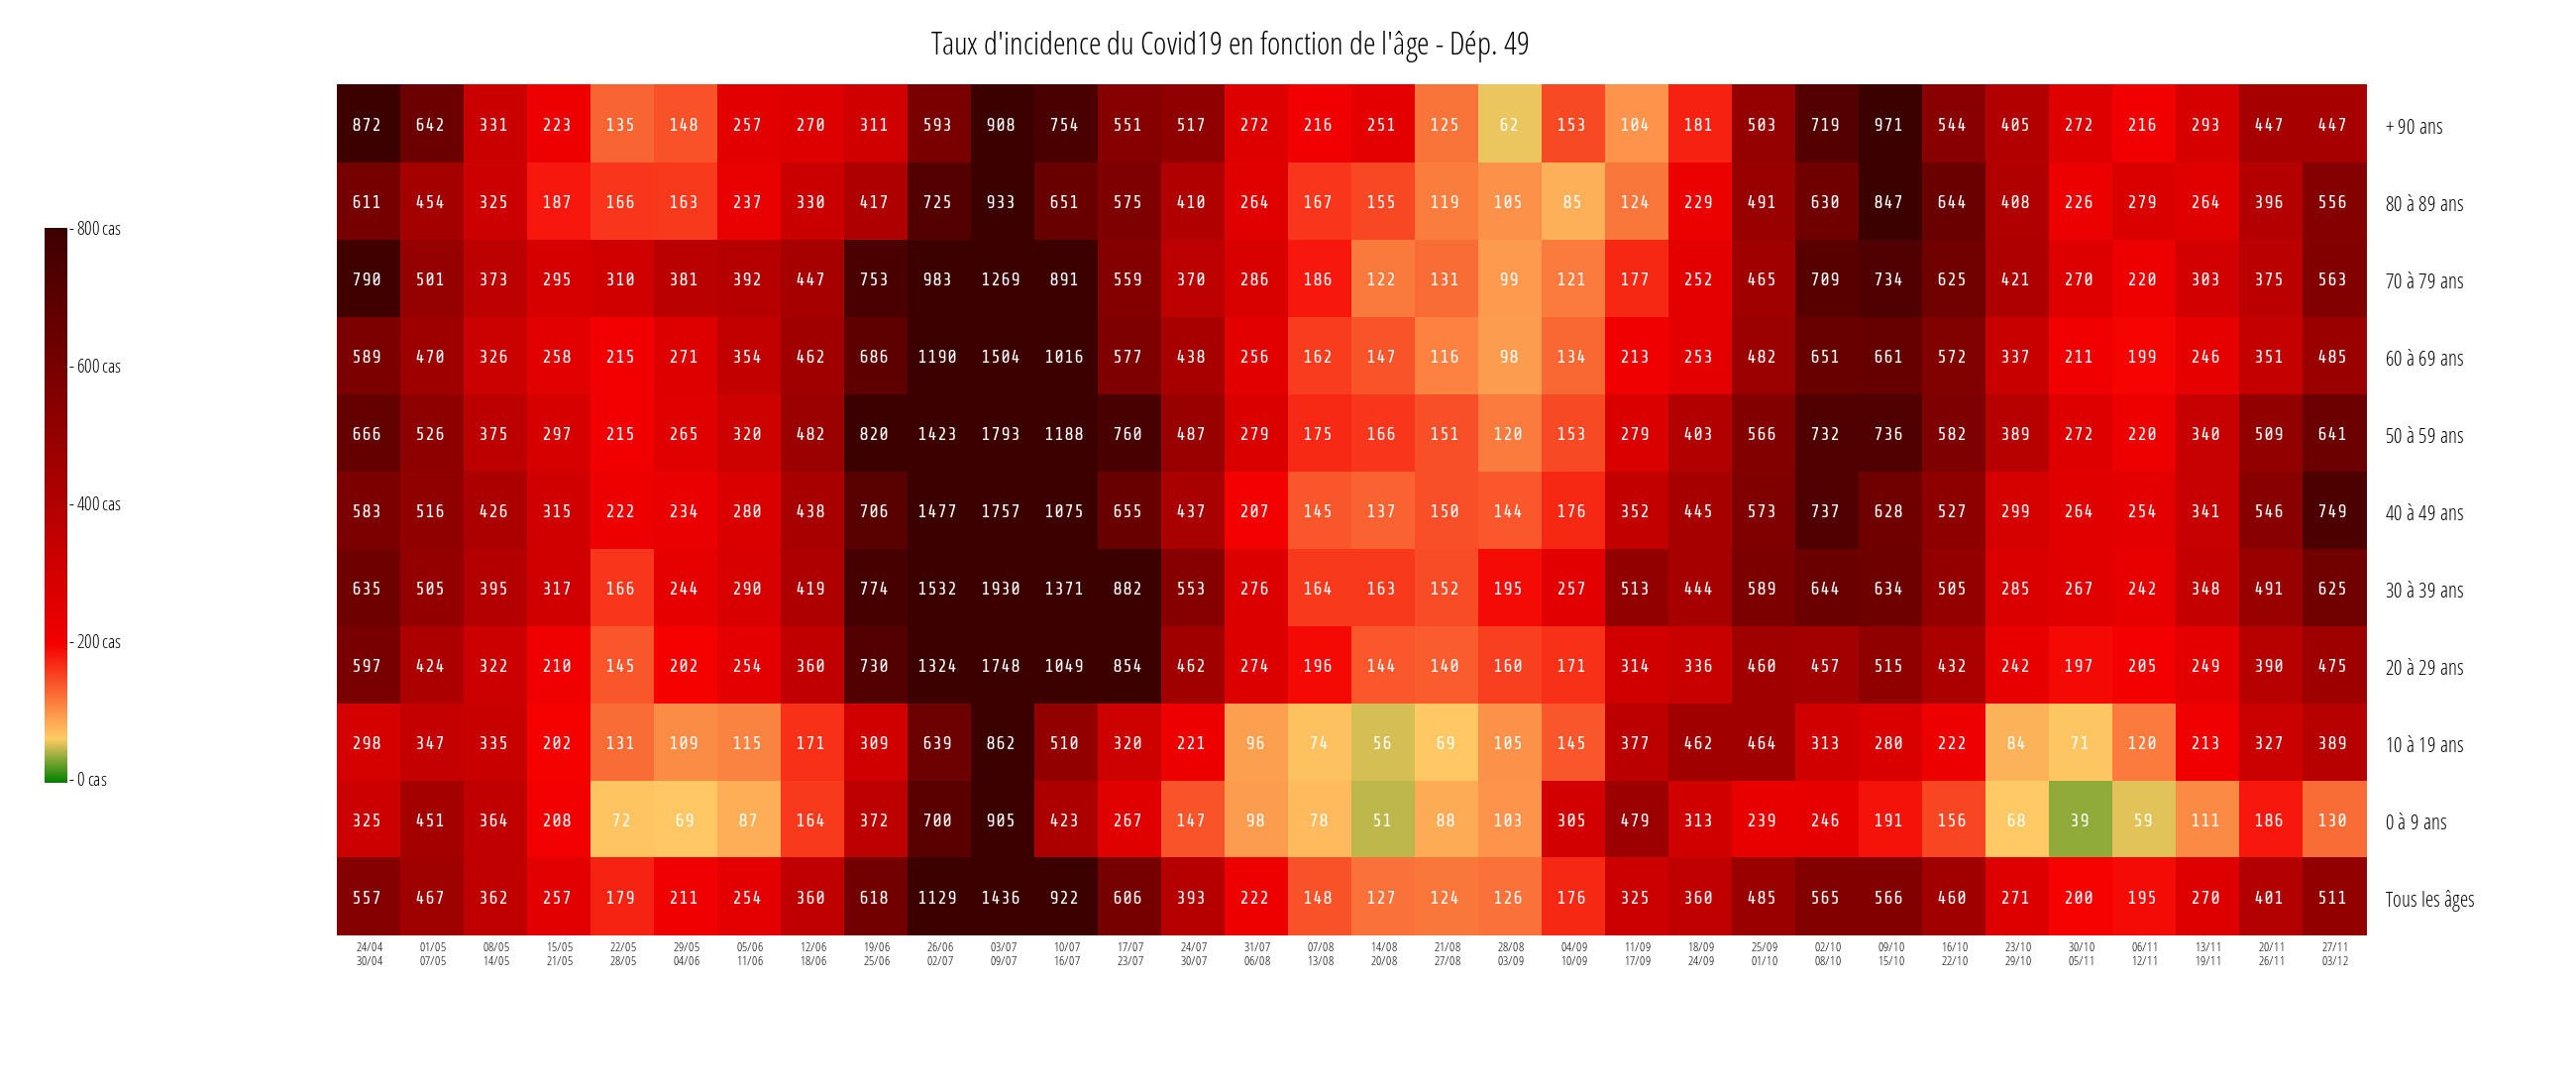 Taux d'incidence du Covid19 en fonction de l'âge - Dép. 49
- 800 cas
- 600 cas
- 400 cas
- 200 cas
- 0 cas
872 642 331 223 135 148 257 270 311 593 908 754 551 517 272 216 251 125 62 153 104 181 503 719 971 544 405 272 216 293 447 447 + 90 ans
611 454 325 187 166 163 237 330 417 725 933 651 575 410 264 167 155 119 105 85 124 229 491 630 847 644 408 226 279 264 396 556 80 à 89 ans
790 501 373 295 310 381 392 447 753 983 1269 891 559 370 286 186 122 131 99 121 177 252 465 709 734 625 421 270 220 303 375 563 70 à 79 ans
589 470 326 258 215 271 354 462 686 1190 1504 1016 577 438 256 162 147 116 98 134 213 253 482 651 661 572 337 211 199 246 351 485 60 à 69 ans
666 526 375 297 215 265 320 482 820 1423 1793 1188 760 487 279 175 166 151 120 153 279 403 566 732 736 582 389 272 220 340 509 641 50 à 59 ans
583 516 426 315 222 234 280 438 706 1477 1757 1075 655 437 207 145 137 150 144 176 352 445 573 737 628 527 299 264 254 341 546 749 40 à 49 ans
635 505 395 317 166 244 290 419 774 1532 1930 1371 882 553 276 164 163 152 195 257 513 444 589 644 634 505 285 267 242 348 491 625 30 à 39 ans
597 424 322 210 145 202 254 360 730 1324 1748 1049 854 462 274 196 144 140 160 171 314 336 460 457 515 432 242 197 205 249 390 475 20 à 29 ans
298 347 335 202 131 109 115 171 309 639 862 510 320 221 96 74 56 69 105 145 377 462 464 313 280 222 84 71 120 213 327 389 10 à 19 ans
325 451 364 208 72 69 87 164 372 700 905 423 267 147 98 78 51 88 103 305 479 313 239 246 191 156 68 39 59 111 186 130 0 à 9 ans
557 467 362 257 179 211 254 360 618 1129 1436 922 606 393 222 148 127 124 126 176 325 360 485 565 566 460 271 200 195 270 401 511 Tous les âges
24/04 01/05 08/05 15/05 22/05 29/05 05/06 12/06 19/06 26/06 03/07 10/07 17/07 24/07 31/07 07/08 14/08 21/08 28/08 04/09 11/09 18/09 25/09 02/10 09/10 16/10 23/10 30/10 06/11 13/11 20/11 27/11
30/04 07/05 14/05 21/05 28/05 04/06 11/06 18/06 25/06 02/07 09/07 16/07 23/07 30/07 06/08 13/08 20/08 27/08 03/09 10/09 17/09 24/09 01/10 08/10 15/10 22/10 29/10 05/11 12/11 19/11 26/11 03/12